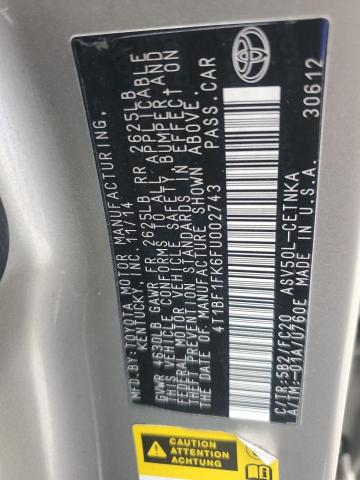 MFD.BY:TOYOTA MOTOR MANUFACTURING,
KENTUCKY, INC. 11/14
GVWR 4630LB GAWR FR 2625LB RR 2625LB
THIS VEHICLE CONFORMS TO ALL APPLICABLE
FEDERAL MOTOR VEHICLE SAFETY, BUMPER, AND
THEFT PREVENTION STANDARDS IN EFFECT ON
THE DATE OF MANUFACTURE SHOWN ABOVE.
4T1BF1FK6FU002743 PASS.CAR
C/TR:5B2/FC20 ASV50L-CETNKA
A/TM:-01A/U760E MADE IN U.S.A. 30612
CAUTION
ATTENTION
ACHTUNG